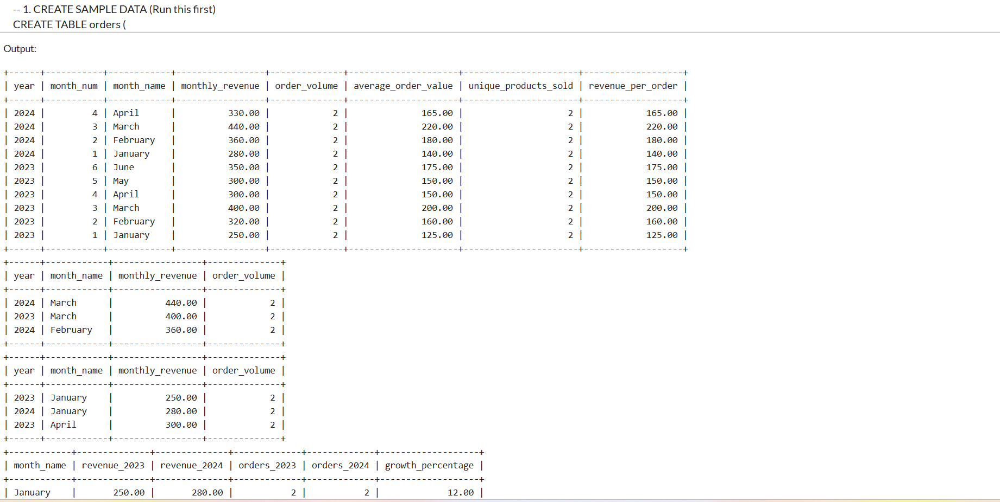 -- 1. CREATE SAMPLE DATA (Run this first)
CREATE TABLE orders (
Output:
+------+-----------+------------+-----------------+--------------+---------------------+----------------------+-------------------+
| year | month_num | month_name | monthly_revenue | order_volume | average_order_value | unique_products_sold | revenue_per_order |
+------+-----------+------------+-----------------+--------------+---------------------+----------------------+-------------------+
| 2024 |         4 | April      |          330.00 |            2 |              165.00 |                    2 |            165.00 |
| 2024 |         3 | March      |          440.00 |            2 |              220.00 |                    2 |            220.00 |
| 2024 |         2 | February   |          360.00 |            2 |              180.00 |                    2 |            180.00 |
| 2024 |         1 | January    |          280.00 |            2 |              140.00 |                    2 |            140.00 |
| 2023 |         6 | June       |          350.00 |            2 |              175.00 |                    2 |            175.00 |
| 2023 |         5 | May        |          300.00 |            2 |              150.00 |                    2 |            150.00 |
| 2023 |         4 | April      |          300.00 |            2 |              150.00 |                    2 |            150.00 |
| 2023 |         3 | March      |          400.00 |            2 |              200.00 |                    2 |            200.00 |
| 2023 |         2 | February   |          320.00 |            2 |              160.00 |                    2 |            160.00 |
| 2023 |         1 | January    |          250.00 |            2 |              125.00 |                    2 |            125.00 |
+------+-----------+------------+-----------------+--------------+---------------------+----------------------+-------------------+
+------+------------+-----------------+--------------+
| year | month_name | monthly_revenue | order_volume |
+------+------------+-----------------+--------------+
| 2024 | March      |          440.00 |            2 |
| 2023 | March      |          400.00 |            2 |
| 2024 | February   |          360.00 |            2 |
+------+------------+-----------------+--------------+
+------+------------+-----------------+--------------+
| year | month_name | monthly_revenue | order_volume |
+------+------------+-----------------+--------------+
| 2023 | January    |          250.00 |            2 |
| 2024 | January    |          280.00 |            2 |
| 2023 | April      |          300.00 |            2 |
+------+------------+-----------------+--------------+
+------------+--------------+--------------+-------------+-------------+-------------------+
| month_name | revenue_2023 | revenue_2024 | orders_2023 | orders_2024 | growth_percentage |
+------------+--------------+--------------+-------------+-------------+-------------------+
| January    |       250.00 |       280.00 |           2 |           2 |             12.00 |